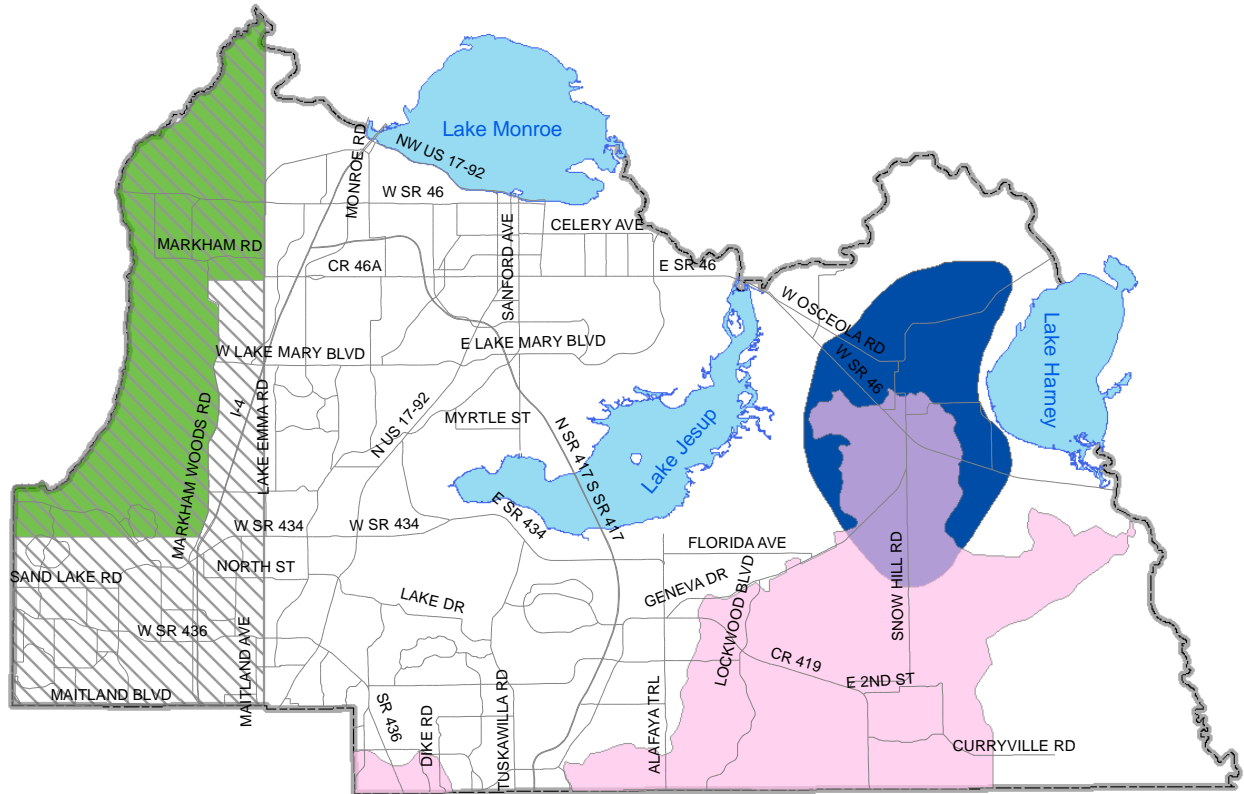 Lake Monroe
NW US 17-92
MONROE RD
W SR 46
SANFORD AVE
CELERY AVE
MARKHAM RD
CR 46A
E SR 46
W OSCEOLA RD
Lake Harney
W LAKE MARY BLVD
E LAKE MARY BLVD
W SR 46
I-4
LAKE EMMA RD
MARKHAM WOODS RD
N US 17-92
MYRTLE ST
N SR 417
S SR 417
Lake Jesup
W SR 434
W SR 434
E SR 434
FLORIDA AVE
SAND LAKE RD
NORTH ST
GENEVA DR
LOCKWOOD BLVD
SNOW HILL RD
LAKE DR
W SR 436
MAITLAND AVE
CR 419
E 2ND ST
MAITLAND BLVD
SR 436
DIKE RD
TUSKAWILLA RD
ALAFAYA TRL
CURRYVILLE RD